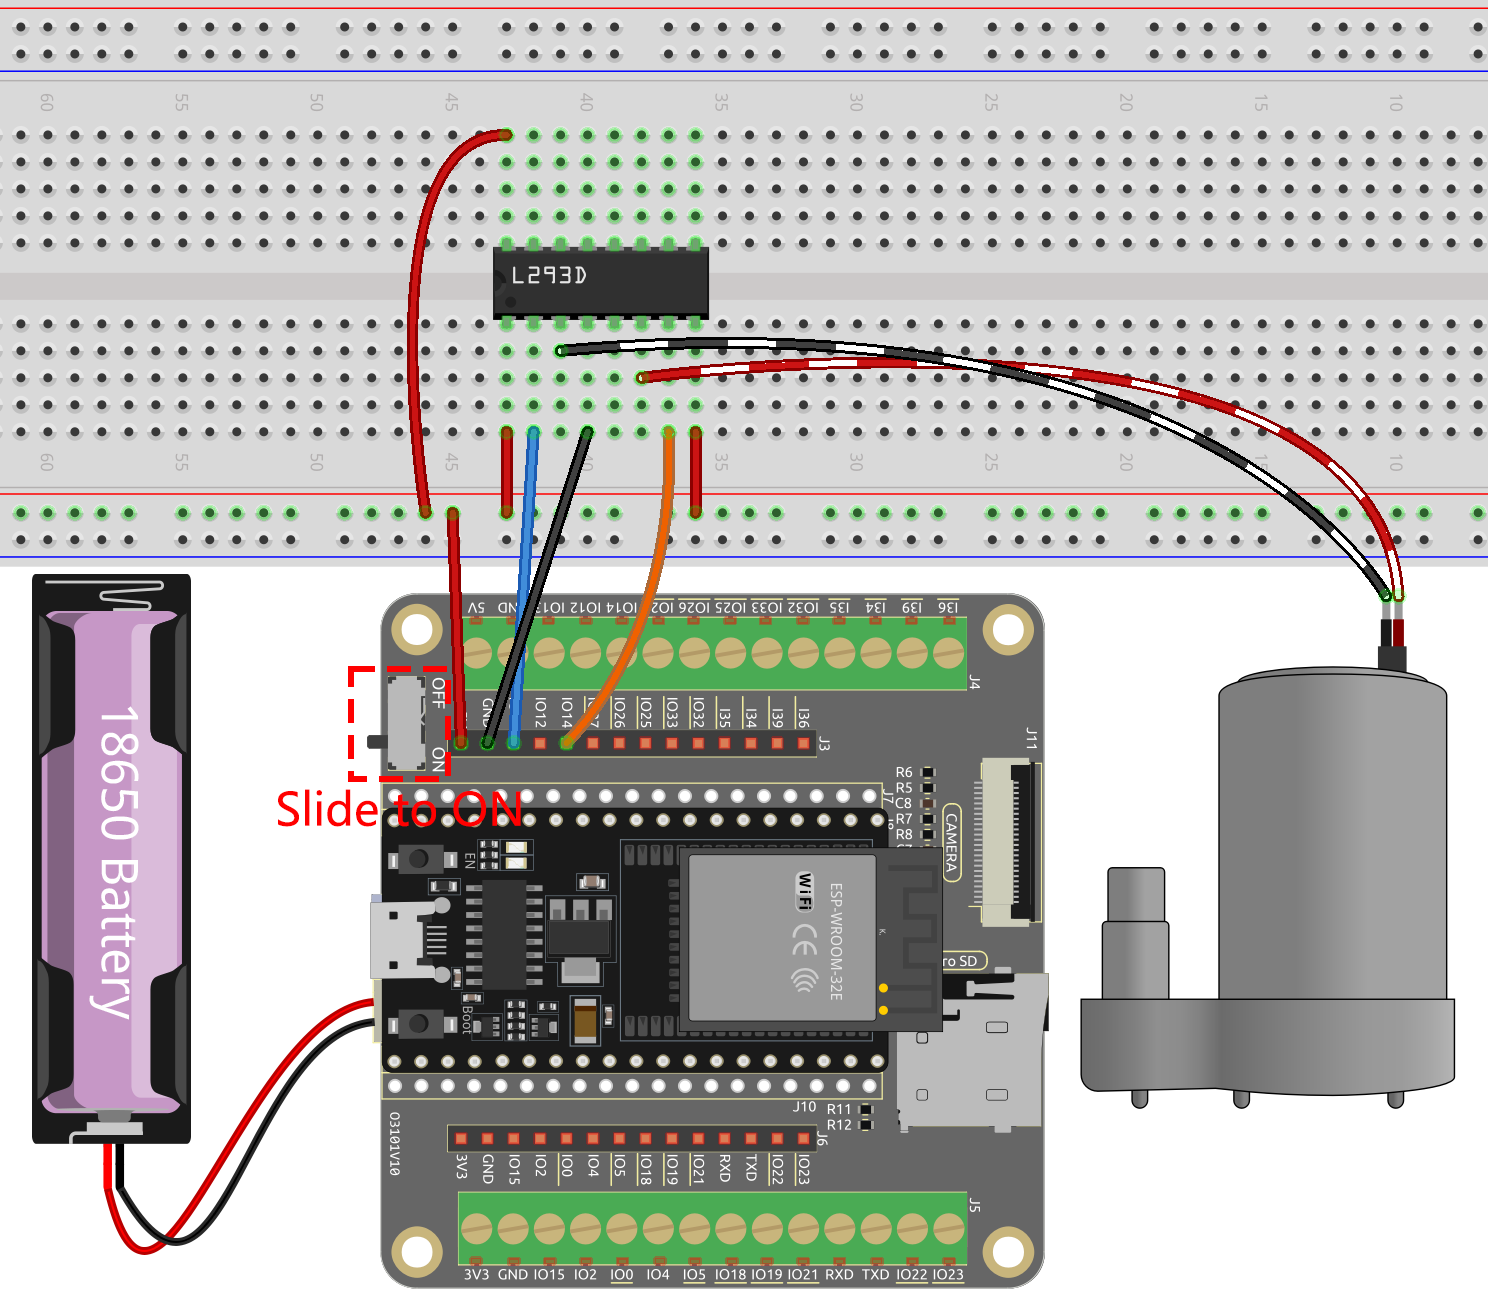 60 55 50 45 40 35 30 25 20 15 10
L293D
60 55 50 45 40 35 30 25 20 15 10
5V IO13 IO12 IO14 IO27 IO26 IO25 IO33 IO32 I35 I34 I39 I36
J4
OFF
ON
GND IO12 IO14 IO26 IO25 IO33 IO32 I35 I34 I39 I36
J3
J11
Slide to ON
18650 Battery
R6
R5
C8
R7
R8
J7
CAMERA
EN
WiFi
CE
ESP-WROOM-32E
Boot
ro SD
J10
R11
R12
O3101V10
J6
3V3 GND IO15 IO2 IO0 IO4 IO5 IO18 IO19 IO21 RXD TXD IO22 IO23
J5
3V3 GND IO15 IO2 IO0 IO4 IO5 IO18 IO19 IO21 RXD TXD IO22 IO23